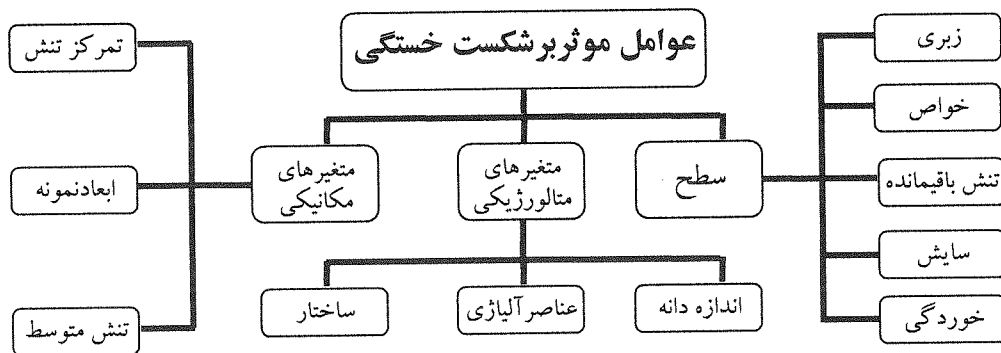 عوامل موثربرشکست خستگی
سطح
زبری
خواص
تنش باقیمانده
سایش
خوردگی
متغیرهای
متالورژیکی
اندازه دانه
عناصرآلیاژی
ساختار
متغیرهای
مکانیکی
تمرکز تنش
ابعادنمونه
تنش متوسط